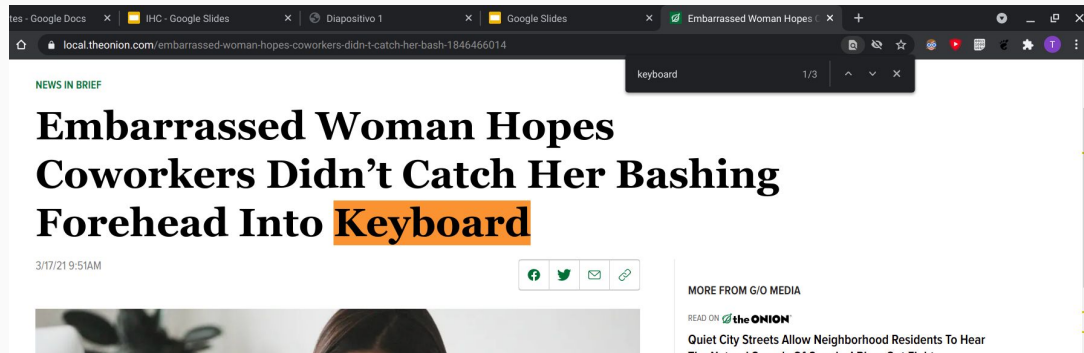 tes - Google Docs
IHC - Google Slides
Diapositivo 1
Google Slides
Embarrassed Woman Hopes
local.theonion.com/embarrassed-woman-hopes-coworkers-didn-t-catch-her-bash-1846466014
T
keyboard 1/3
NEWS IN BRIEF
Embarrassed Woman Hopes
Coworkers Didn’t Catch Her Bashing
Forehead Into Keyboard
3/17/21 9:51AM
MORE FROM G/O MEDIA
READ ON the ONION
Quiet City Streets Allow Neighborhood Residents To Hear